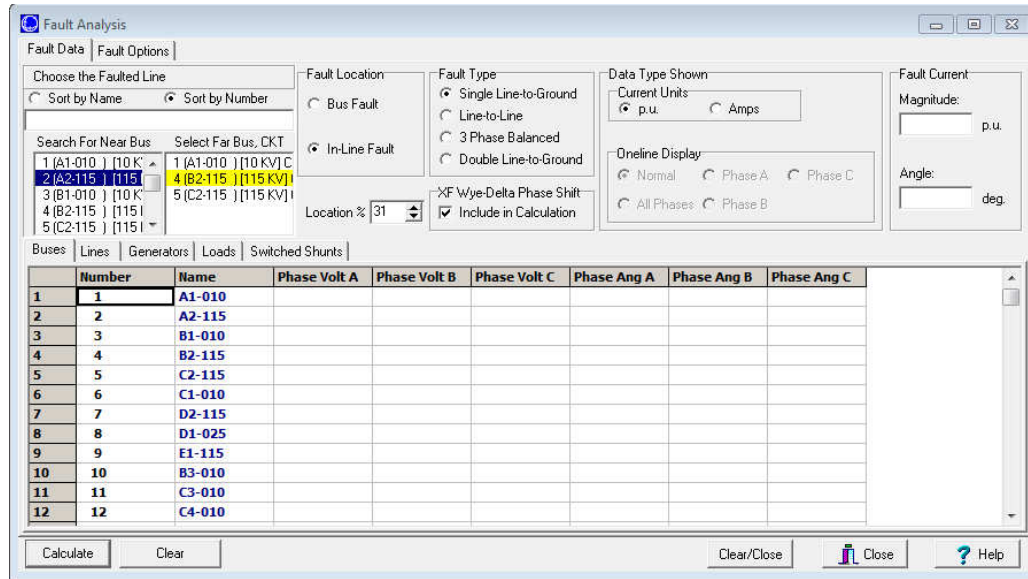 Fault Analysis
Fault Data Fault Options
Choose the Faulted Line
Sort by Name Sort by Number
Search For Near Bus Select Far Bus, CKT
1 (A1-010 ) [10 K 1 (A1-010 ) [10 KV] C
2 (A2-115 ) [115 4 (B2-115 ) [115 KV]
3 (B1-010 ) [10 K 5 (C2-115 ) [115 KV]
4 (B2-115 ) [115
5 (C2-115 ) [115
Fault Location
Bus Fault
In-Line Fault
Location % 31
Fault Type
Single Line-to-Ground
Line-to-Line
3 Phase Balanced
Double Line-to-Ground
XF Wye-Delta Phase Shift
Include in Calculation
Data Type Shown
Current Units
p.u. Amps
Oneline Display
Normal Phase A Phase C
All Phases Phase B
Fault Current
Magnitude:
p.u.
Angle:
deg.
Buses Lines Generators Loads Switched Shunts
Number Name Phase Volt A Phase Volt B Phase Volt C Phase Ang A Phase Ang B Phase Ang C
1 1 A1-010
2 2 A2-115
3 3 B1-010
4 4 B2-115
5 5 C2-115
6 6 C1-010
7 7 D2-115
8 8 D1-025
9 9 E1-115
10 10 B3-010
11 11 C3-010
12 12 C4-010
Calculate Clear Clear/Close Close ? Help